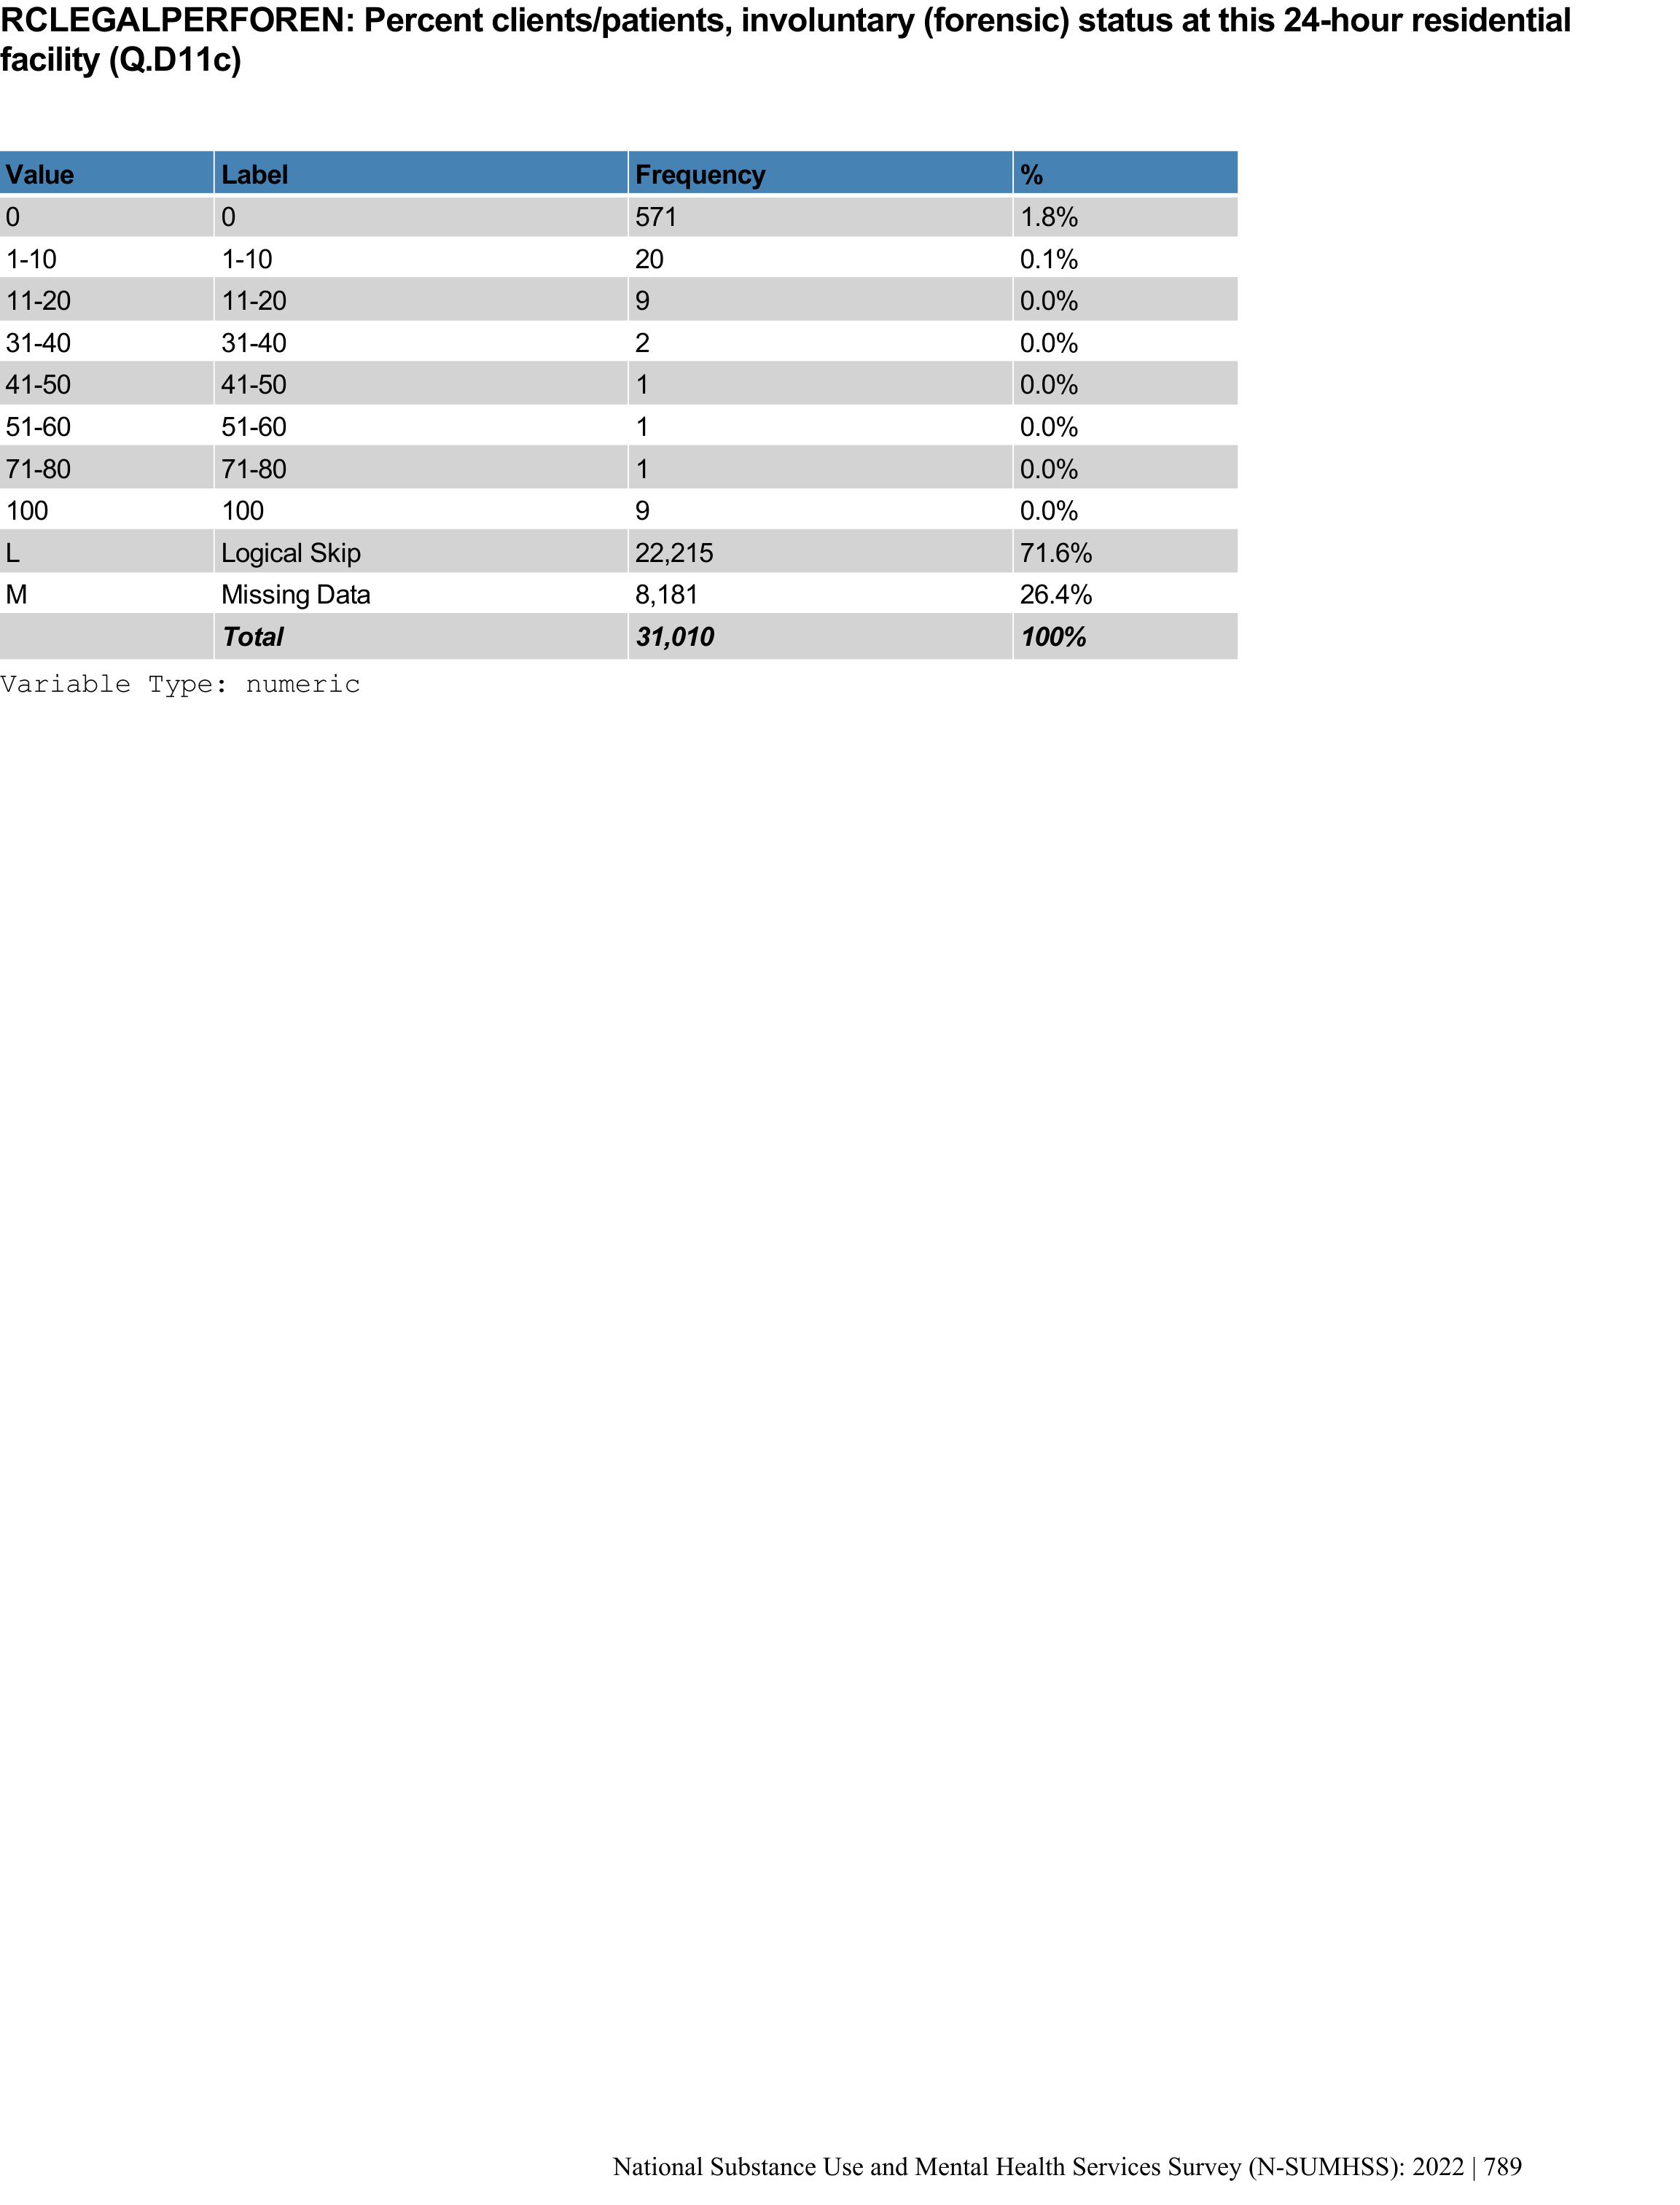 RCLEGALPERFOREN: Percent clients/patients, involuntary (forensic) status at this 24-hour residential
facility (Q.D11c)
Value Label Frequency %
0 0 571 1.8%
1-10 1-10 20 0.1%
11-20 11-20 9 0.0%
31-40 31-40 2 0.0%
41-50 41-50 1 0.0%
51-60 51-60 1 0.0%
71-80 71-80 1 0.0%
100 100 9 0.0%
L Logical Skip 22,215 71.6%
M Missing Data 8,181 26.4%
Total 31,010 100%
Variable Type: numeric
National Substance Use and Mental Health Services Survey (N-SUMHSS): 2022 | 789